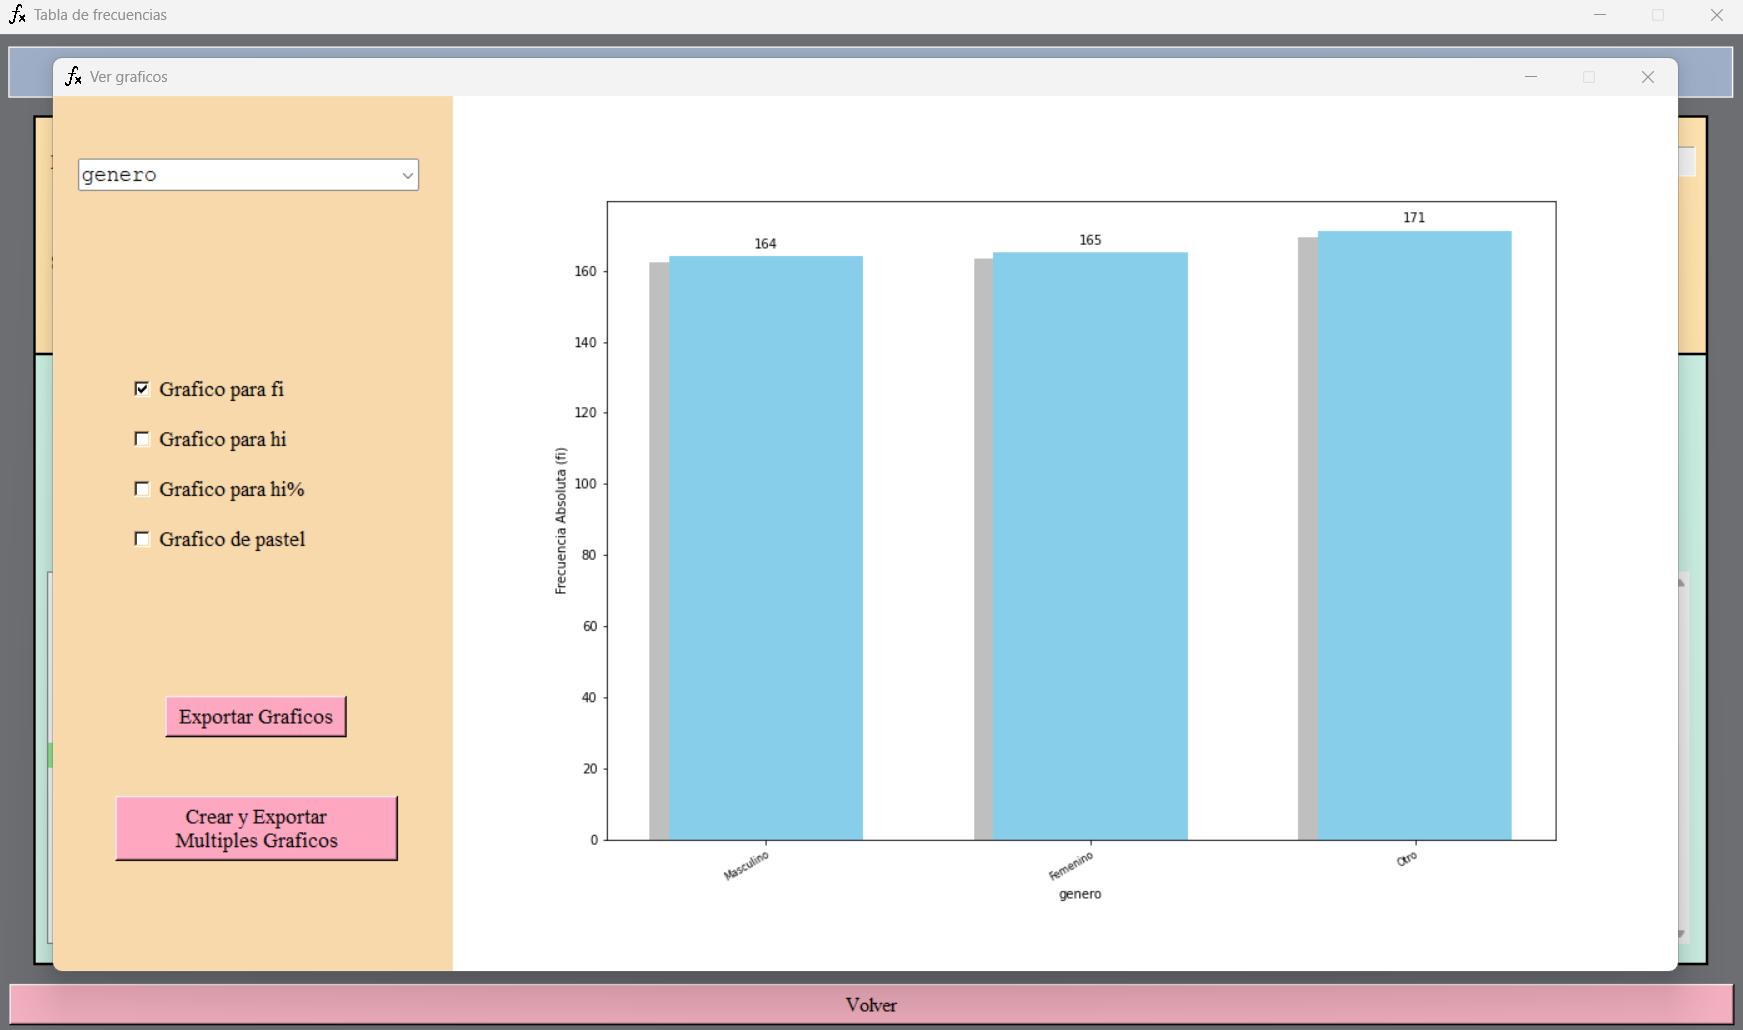 Tabla de frecuencias
Ver graficos
genero
Grafico para fi
Grafico para hi
Grafico para hi%
Grafico de pastel
Exportar Graficos
Crear y Exportar
Multiples Graficos
164
165
171
160
140
120
100
80
60
40
20
0
Frecuencia Absoluta (fi)
Masculino
Femenino
Otro
genero
Volver